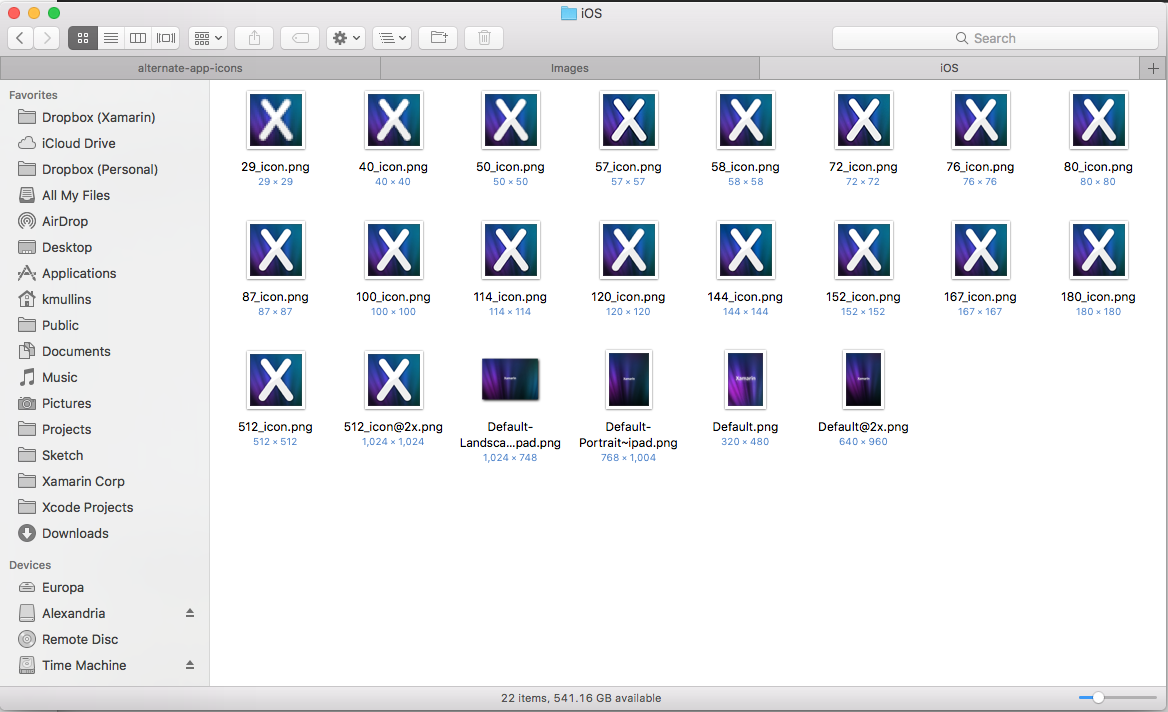 iOS
Search
alternate-app-icons
Images
iOS
Favorites
Dropbox (Xamarin)
iCloud Drive
Dropbox (Personal)
All My Files
AirDrop
Desktop
Applications
kmullins
Public
Documents
Music
Pictures
Projects
Sketch
Xamarin Corp
Xcode Projects
Downloads
Devices
Europa
Alexandria
Remote Disc
Time Machine
29_icon.png 40_icon.png 50_icon.png 57_icon.png 58_icon.png 72_icon.png 76_icon.png 80_icon.png
29 × 29 40 × 40 50 × 50 57 × 57 58 × 58 72 × 72 76 × 76 80 × 80
87_icon.png 100_icon.png 114_icon.png 120_icon.png 144_icon.png 152_icon.png 167_icon.png 180_icon.png
87 × 87 100 × 100 114 × 114 120 × 120 144 × 144 152 × 152 167 × 167 180 × 180
Xamarin Xamarin Xamarin Xamarin
512_icon.png 512_icon@2x.png Default- Default- Default.png Default@2x.png
512 × 512 1,024 × 1,024 Landsca...pad.png Portrait~ipad.png 320 × 480 640 × 960
1,024 × 748 768 × 1,004
22 items, 541.16 GB available